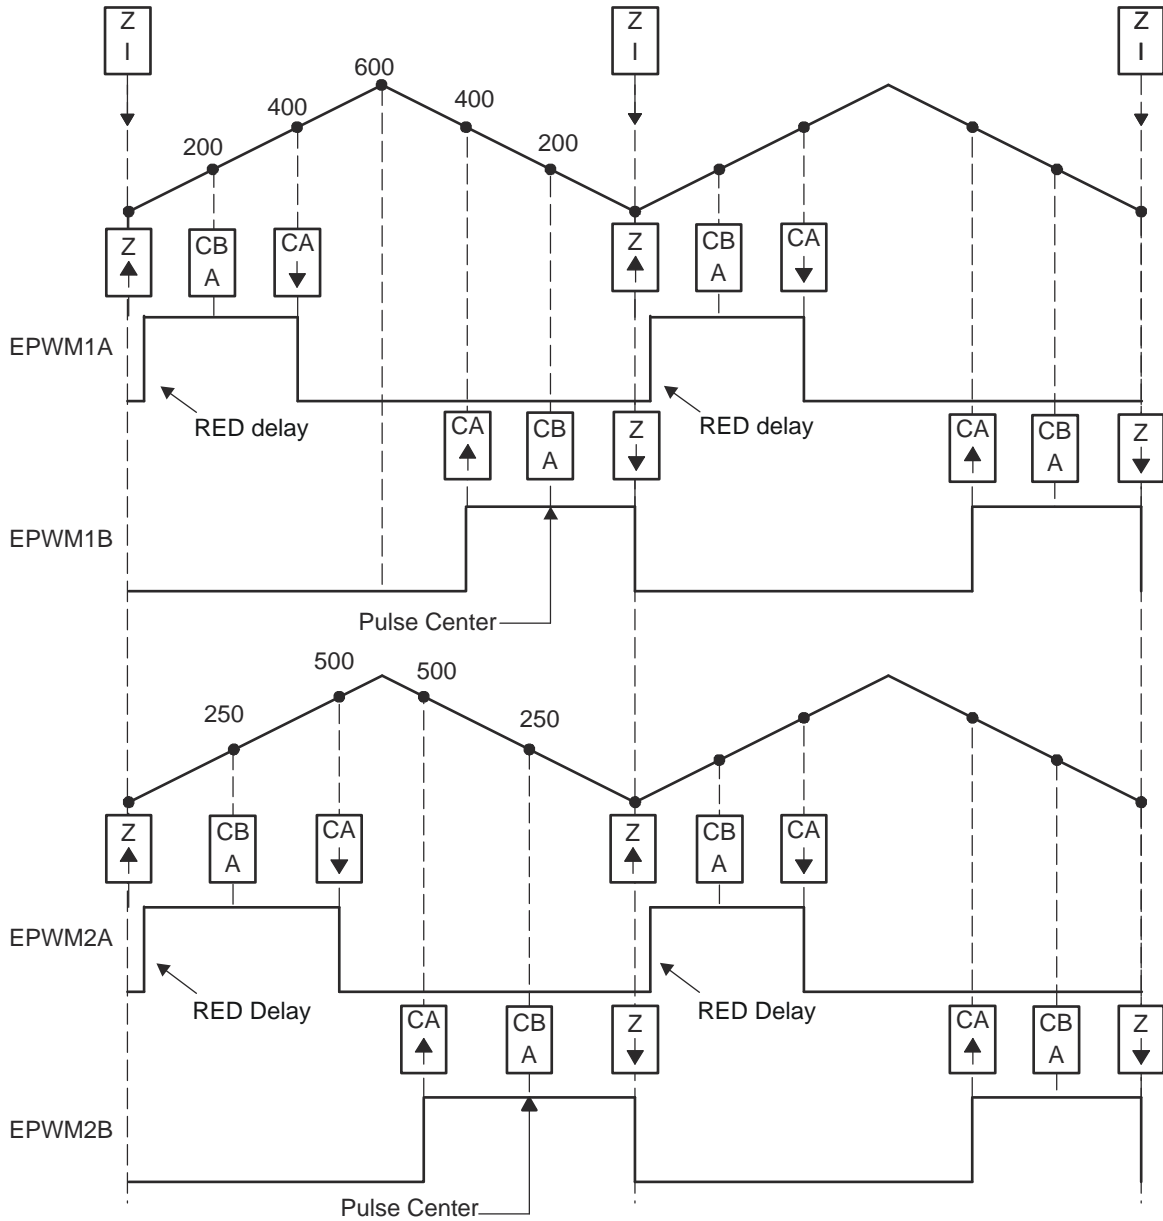 Z Z Z
I I I
600
400 400
200 200
Z CB CA Z CB CA
A A
EPWM1A
RED delay RED delay
CA CB Z CA CB Z
A A
EPWM1B
Pulse Center
500 500
250 250
Z CB CA Z CB CA
A A
EPWM2A
RED Delay RED Delay
CA CB Z CA CB Z
A A
EPWM2B
Pulse Center